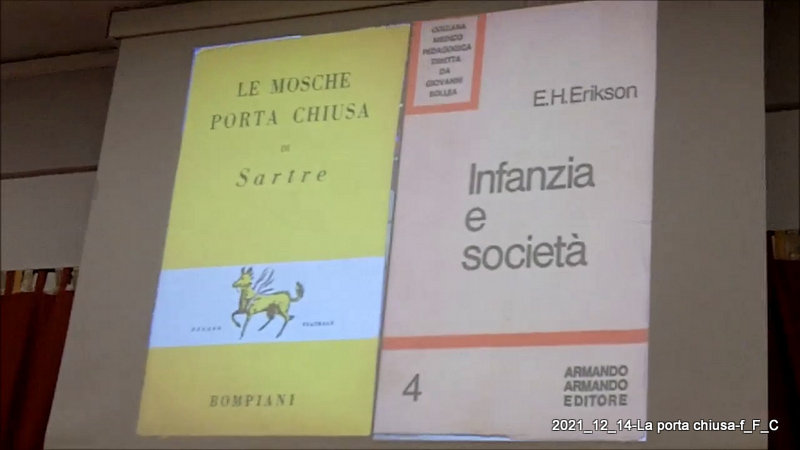 LE MOSCHE
PORTA CHIUSA
DI
Sartre
BOMPIANI
COLLANA
MEDICO
PEDAGOGICA
DIRETTA
DA
GIOVANNI
BOLLEA
E.H.Erikson
Infanzia
e
società
4
ARMANDO
ARMANDO
EDITORE
2021_12_14-La porta chiusa-f_F_C